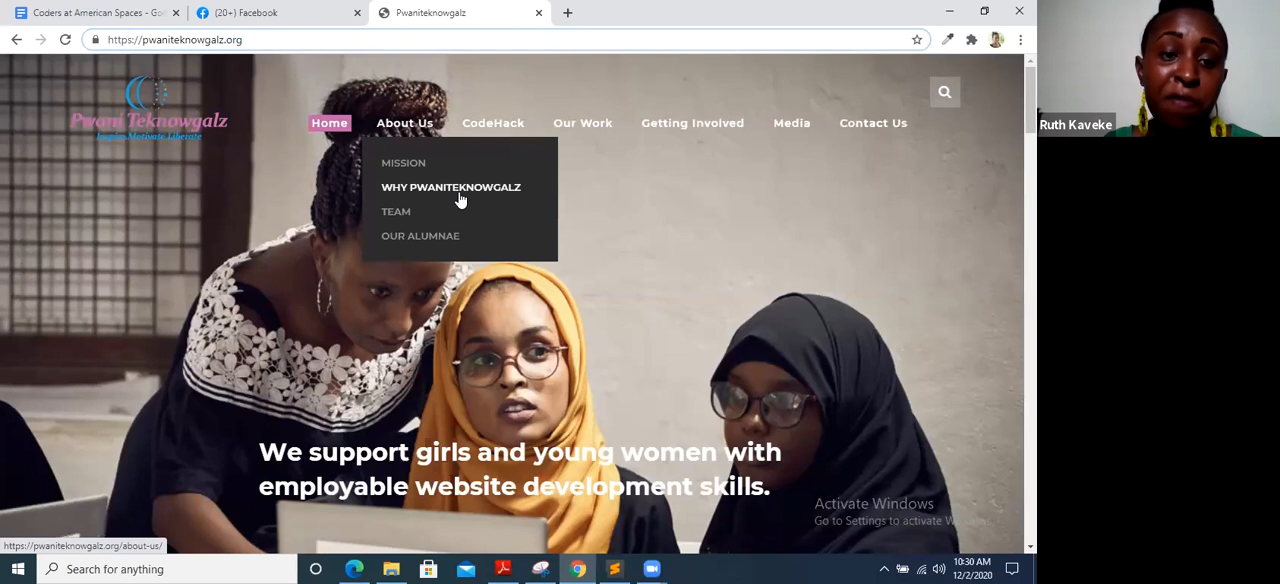 Coders at American Spaces - Goo
(20+) Facebook
Pwaniteknowgalz
https://pwaniteknowgalz.org
Pwani Teknowgalz
Inspire Motivate Liberate
Home
About Us
CodeHack
Our Work
Getting Involved
Media
Contact Us
MISSION
WHY PWANITEKNOWGALZ
TEAM
OUR ALUMNAE
We support girls and young women with
employable website development skills.
Activate Windows
Go to Settings to activate Windows.
https://pwaniteknowgalz.org/about-us/
Search for anything
10:30 AM
12/2/2020
Ruth Kaveke